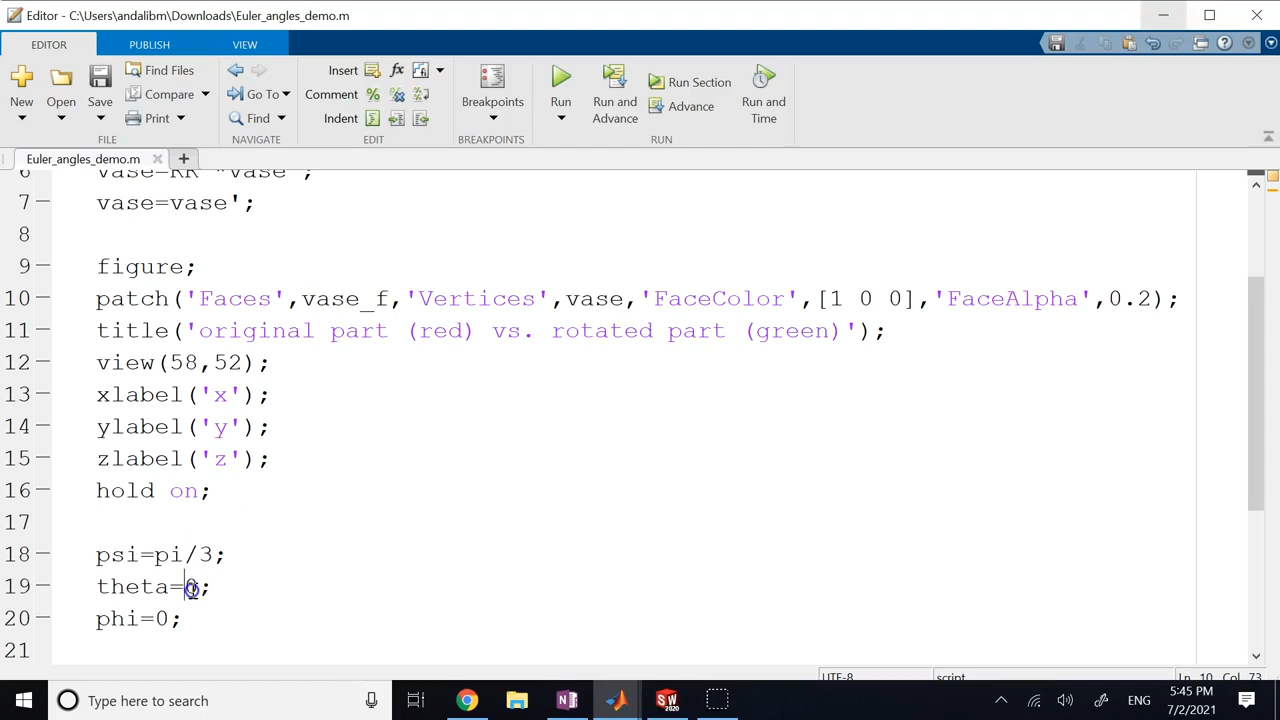 Editor - C:\Users\andalibm\Downloads\Euler_angles_demo.m
EDITOR PUBLISH VIEW
New Open Save Find Files Compare Print
Go To Find
Insert fx Comment % Indent
Breakpoints
Run Run and Advance Run Section Advance Run and Time
FILE NAVIGATE EDIT BREAKPOINTS RUN
Euler_angles_demo.m
6 vase=RR*vase';
7 vase=vase';
8
9 figure;
10 patch('Faces',vase_f,'Vertices',vase,'FaceColor',[1 0 0],'FaceAlpha',0.2);
11 title('original part (red) vs. rotated part (green)');
12 view(58,52);
13 xlabel('x');
14 ylabel('y');
15 zlabel('z');
16 hold on;
17
18 psi=pi/3;
19 theta=0;
20 phi=0;
21
UTF-8 script Ln 10 Col 73
Type here to search
SW 2020
ENG
5:45 PM
7/2/2021